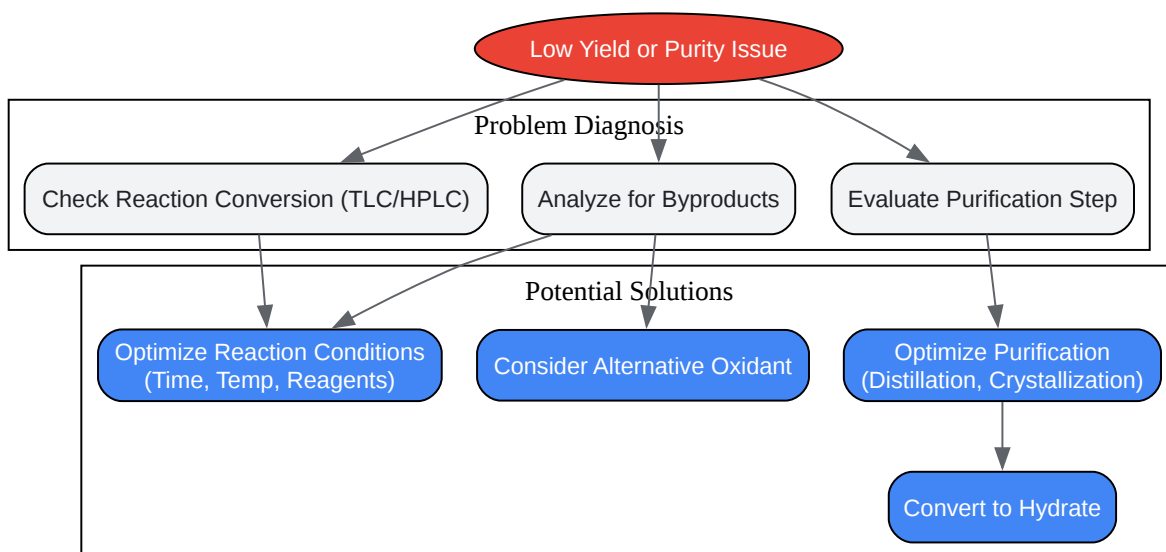 Low Yield or Purity Issue
Problem Diagnosis
Check Reaction Conversion (TLC/HPLC)
Analyze for Byproducts
Evaluate Purification Step
Potential Solutions
Optimize Reaction Conditions
(Time, Temp, Reagents)
Consider Alternative Oxidant
Optimize Purification
(Distillation, Crystallization)
Convert to Hydrate